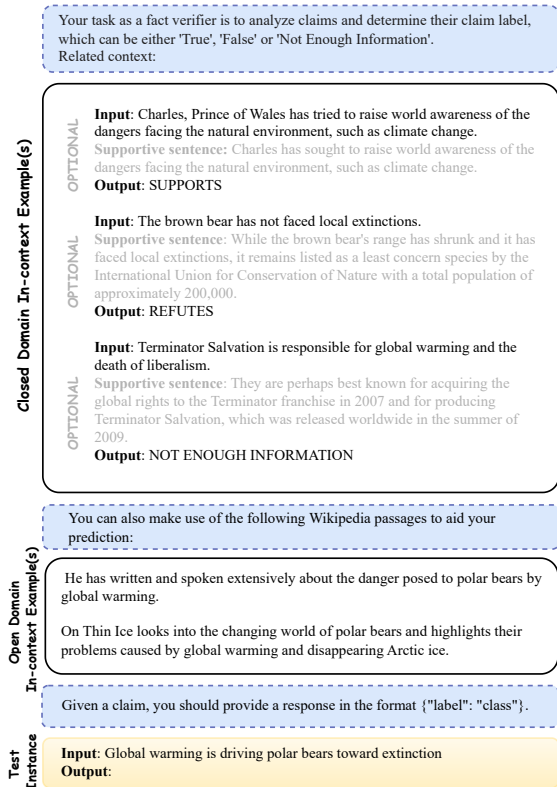 Your task as a fact verifier is to analyze claims and determine their claim label,
which can be either 'True', 'False' or 'Not Enough Information'.
Related context:
Closed Domain In-context Example(s)
OPTIONAL
Input: Charles, Prince of Wales has tried to raise world awareness of the
dangers facing the natural environment, such as climate change.
Supportive sentence: Charles has sought to raise world awareness of the
dangers facing the natural environment, such as climate change.
Output: SUPPORTS
OPTIONAL
Input: The brown bear has not faced local extinctions.
Supportive sentence: While the brown bear's range has shrunk and it has
faced local extinctions, it remains listed as a least concern species by the
International Union for Conservation of Nature with a total population of
approximately 200,000.
Output: REFUTES
OPTIONAL
Input: Terminator Salvation is responsible for global warming and the
death of liberalism.
Supportive sentence: They are perhaps best known for acquiring the
global rights to the Terminator franchise in 2007 and for producing
Terminator Salvation, which was released worldwide in the summer of
2009.
Output: NOT ENOUGH INFORMATION
You can also make use of the following Wikipedia passages to aid your
prediction:
Open Domain
In-context Example(s)
He has written and spoken extensively about the danger posed to polar bears by
global warming.
On Thin Ice looks into the changing world of polar bears and highlights their
problems caused by global warming and disappearing Arctic ice.
Given a claim, you should provide a response in the format {"label": "class"}.
Test
Instance
Input: Global warming is driving polar bears toward extinction
Output: